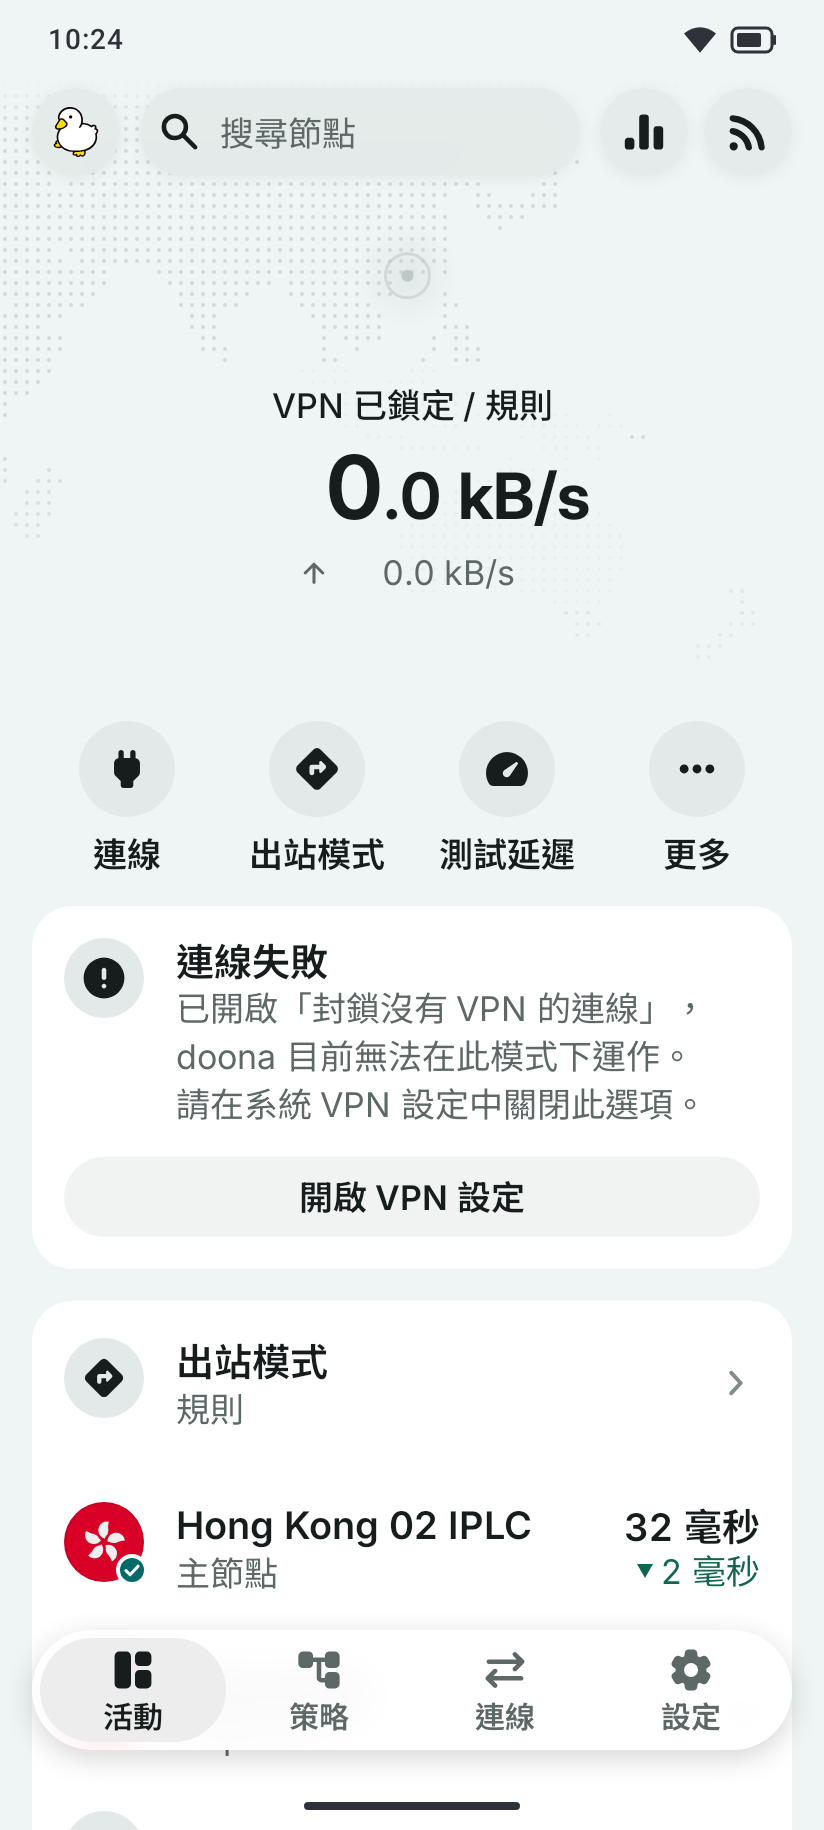 10:24
搜尋節點
VPN 已鎖定 / 規則
0.0 kB/s
↑ 0.0 kB/s
連線 出站模式 測試延遲 更多
連線失敗
已開啟「封鎖沒有 VPN 的連線」，
doona 目前無法在此模式下運作。
請在系統 VPN 設定中關閉此選項。
開啟 VPN 設定
出站模式
規則
Hong Kong 02 IPLC 32 毫秒
主節點 ▼2 毫秒
活動 策略 連線 設定